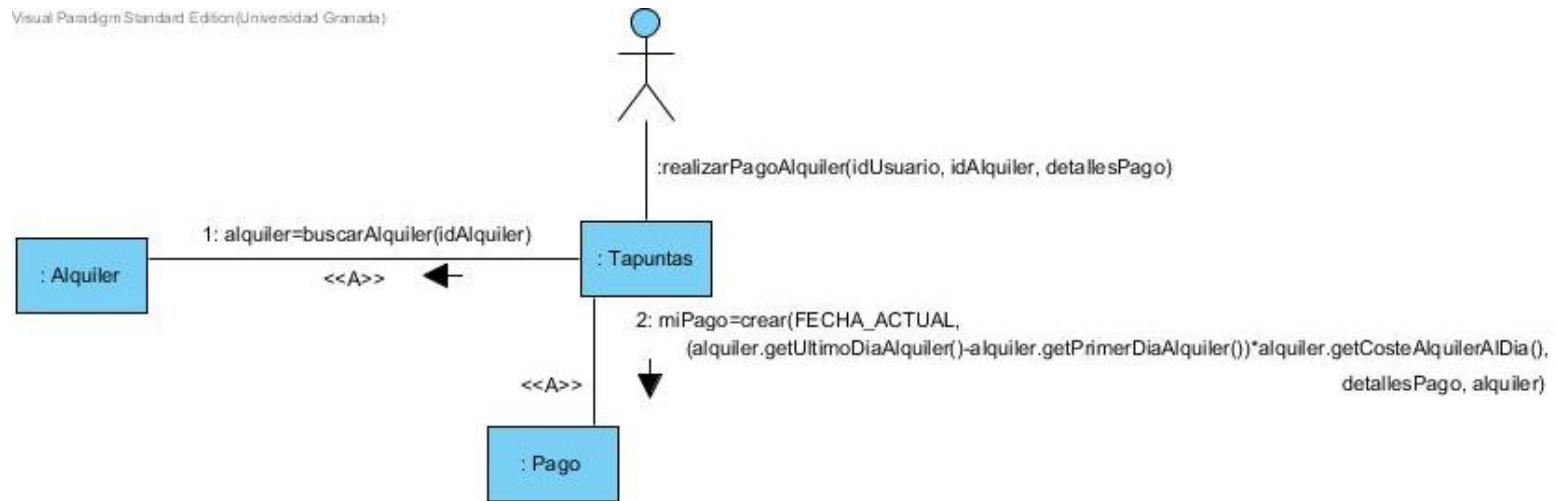 Visual Paradigm Standard Edition(Universidad Granada)
:realizarPagoAlquiler(idUsuario, idAlquiler, detallesPago)
1: alquiler=buscarAlquiler(idAlquiler)
: Alquiler
<<A>>
: Tapuntas
2: miPago=crear(FECHA_ACTUAL,
(alquiler.getUltimoDiaAlquiler()-alquiler.getPrimerDiaAlquiler())*alquiler.getCosteAlquilerAlDia(),
detallesPago, alquiler)
<<A>>
: Pago